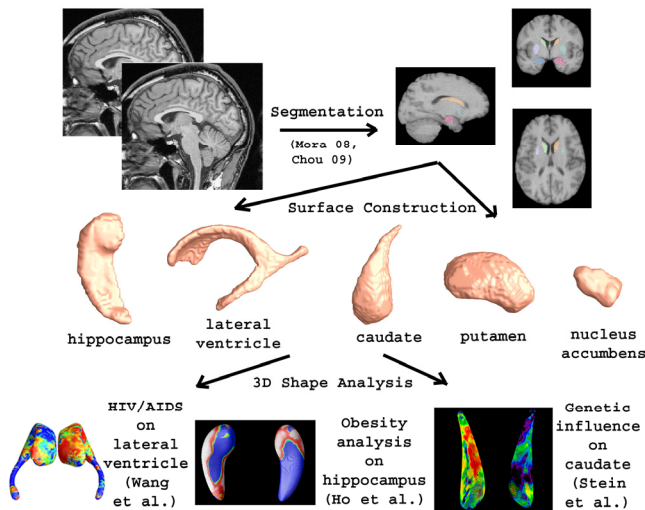 Segmentation
(Mora 08,
Chou 09)
Surface Construction
hippocampus
lateral
ventricle
caudate
putamen
nucleus
accumbens
3D Shape Analysis
HIV/AIDS
on
lateral
ventricle
(Wang
et al.)
Obesity
analysis
on
hippocampus
(Ho et al.)
Genetic
influence
on
caudate
(Stein
et al.)